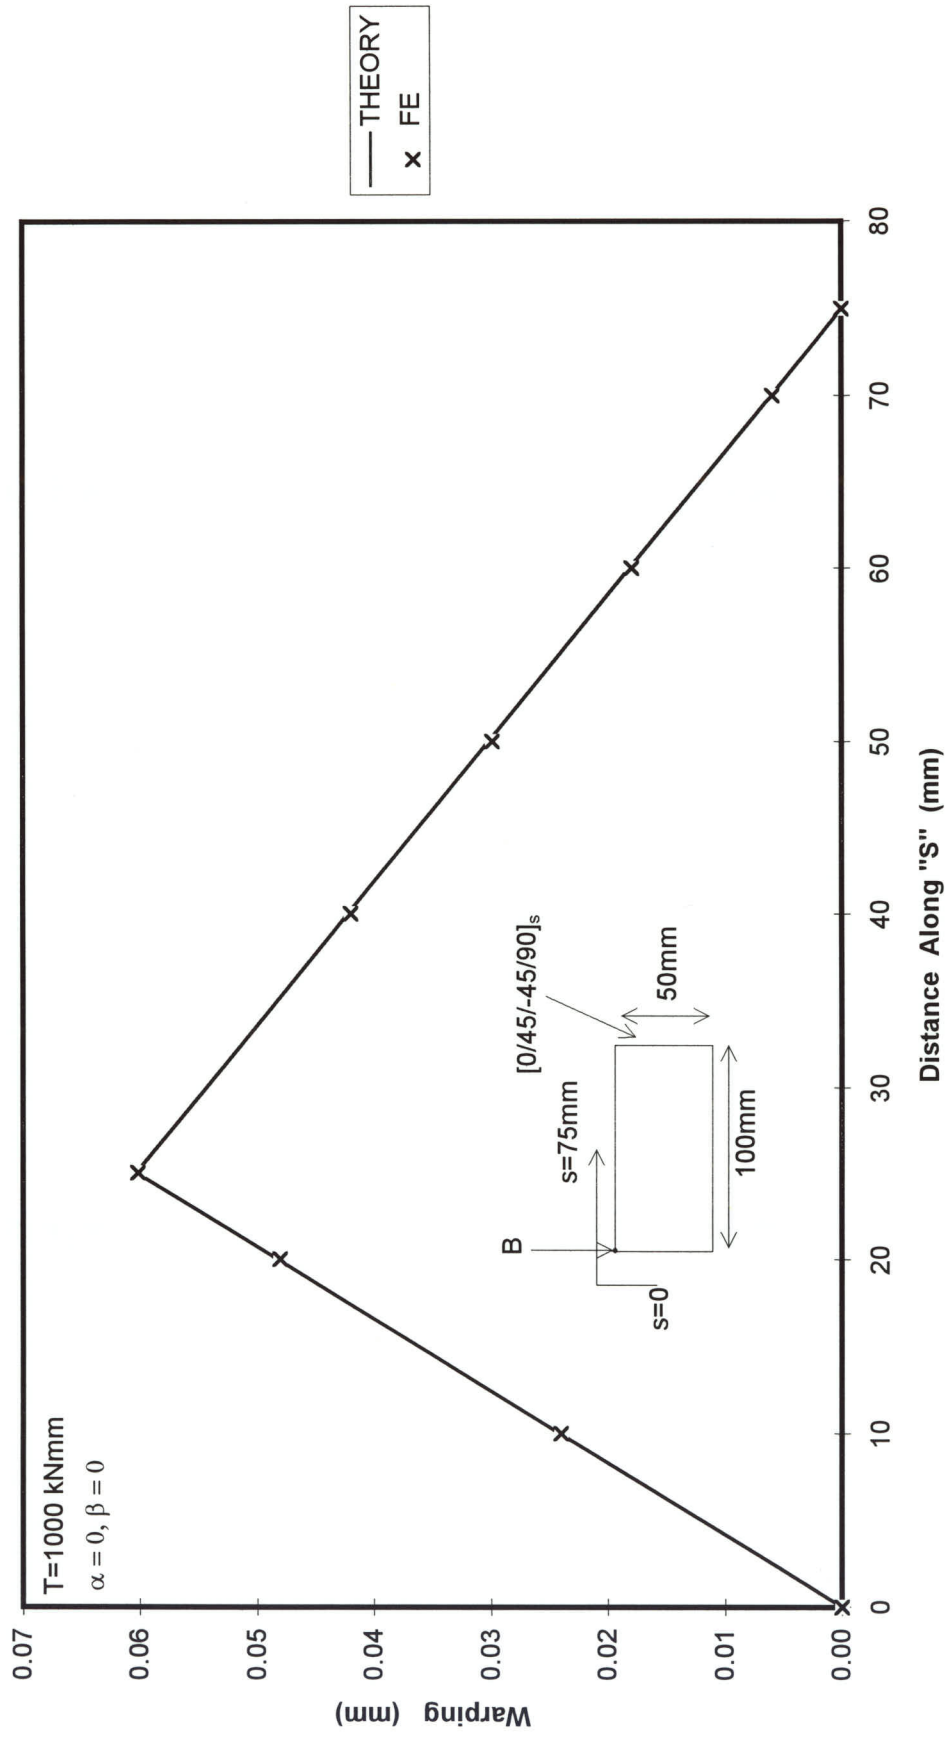 T=1000 kNmm
α = 0, β = 0
0.07
0.06
0.05
0.04
0.03
0.02
0.01
0.00
Warping (mm)
0
10
20
30
40
50
60
70
80
Distance Along "S" (mm)
B
s=0
s=75mm
[0/45/-45/90]s
50mm
100mm
THEORY
FE